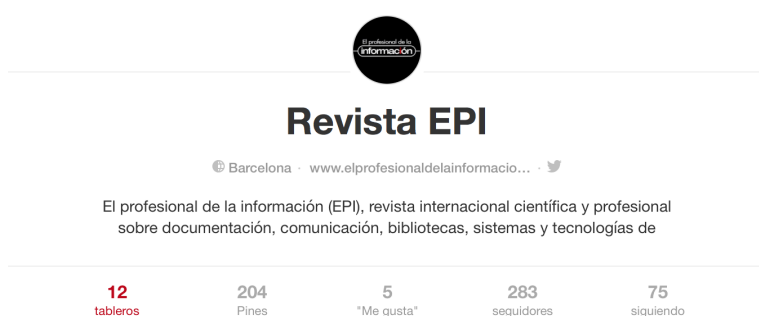 El profesional de la
información
Revista EPI
Barcelona · www.elprofesionaldelainformacio... ·
El profesional de la información (EPI), revista internacional científica y profesional
sobre documentación, comunicación, bibliotecas, sistemas y tecnologías de
12 204 5 283 75
tableros Pines "Me gusta" seguidores siguiendo